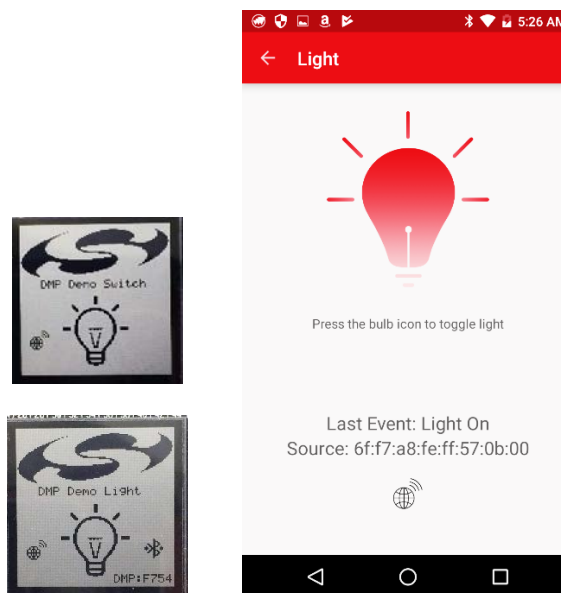 DMP Demo Switch
DMP Demo Light
DMP:F754
5:26 AM
Light
Press the bulb icon to toggle light
Last Event: Light On
Source: 6f:f7:a8:fe:ff:57:0b:00